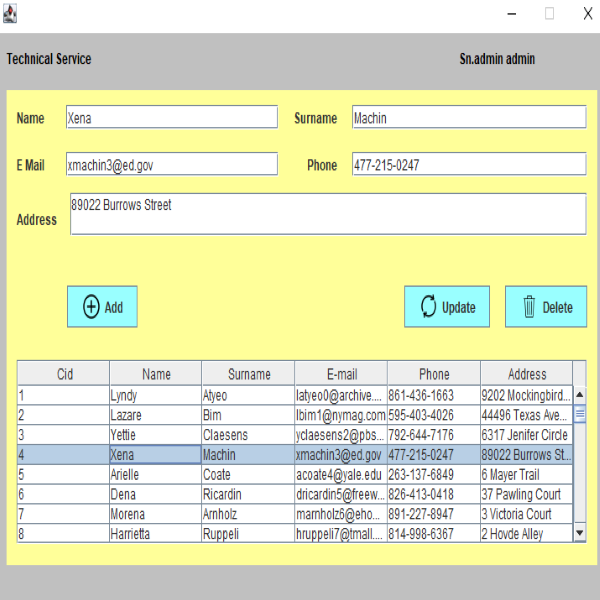 Technical Service Sn.admin admin
Name Xena Surname Machin
E Mail xmachin3@ed.gov Phone 477-215-0247
Address 89022 Burrows Street
Add Update Delete
Cid Name Surname E-mail Phone Address
1 Lyndy Atyeo latyeo0@archive.... 861-436-1663 9202 Mockingbird...
2 Lazare Bim lbim1@nymag.com 595-403-4026 44496 Texas Ave...
3 Yettie Claesens yclaesens2@pbs... 792-644-7176 6317 Jenifer Circle
4 Xena Machin xmachin3@ed.gov 477-215-0247 89022 Burrows St...
5 Arielle Coate acoate4@yale.edu 263-137-6849 6 Mayer Trail
6 Dena Ricardin dricardin5@freew... 826-413-0418 37 Pawling Court
7 Morena Arnholz marnholz6@eho... 891-227-8947 3 Victoria Court
8 Harrietta Ruppeli hruppeli7@tmall.... 814-998-6367 2 Hovde Alley